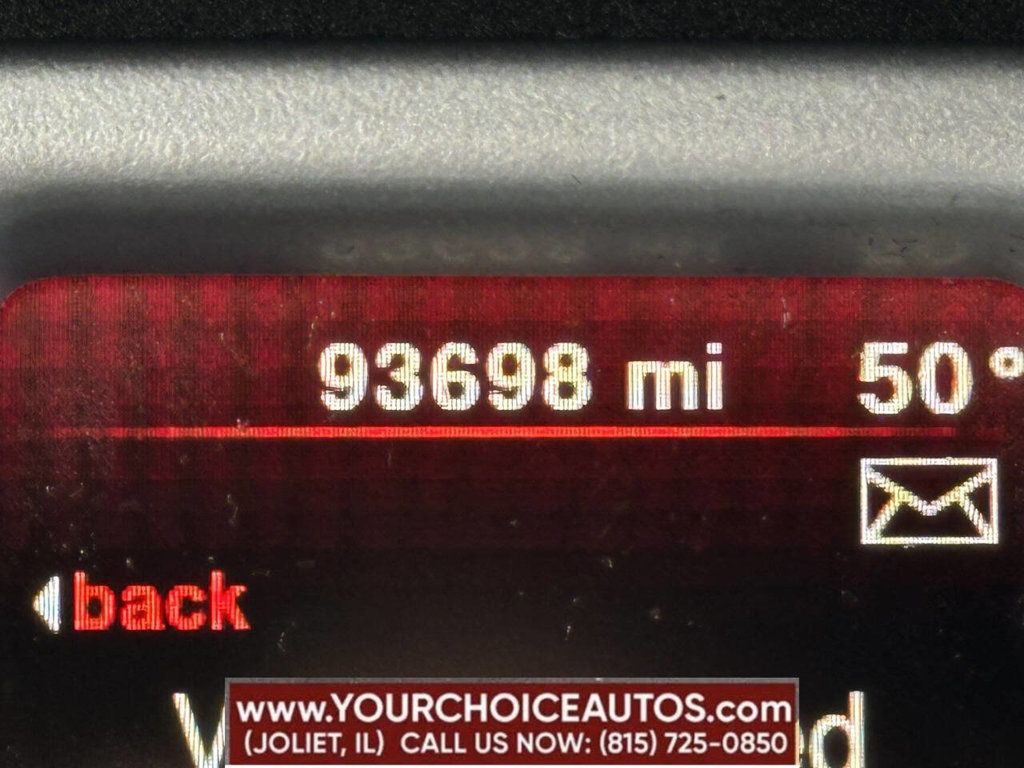 93698 mi 50°
back
www.YOURCHOICEAUTOS.com
(JOLIET, IL) CALL US NOW: (815) 725-0850